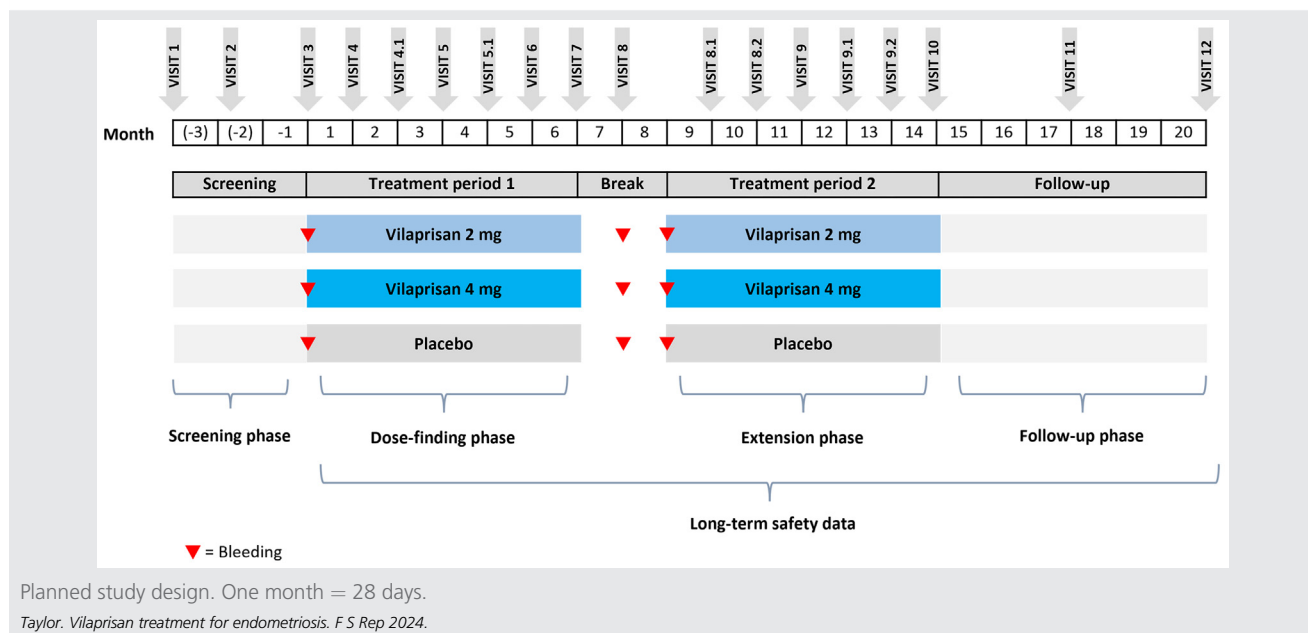 VISIT 1 VISIT 2 VISIT 3 VISIT 4 VISIT 4.1 VISIT 5 VISIT 5.1 VISIT 6 VISIT 7 VISIT 8 VISIT 8.1 VISIT 8.2 VISIT 9 VISIT 9.1 VISIT 9.2 VISIT 10 VISIT 11 VISIT 12
Month (-3) (-2) -1 1 2 3 4 5 6 7 8 9 10 11 12 13 14 15 16 17 18 19 20
Screening Treatment period 1 Break Treatment period 2 Follow-up
Vilaprisan 2 mg Vilaprisan 2 mg
Vilaprisan 4 mg Vilaprisan 4 mg
Placebo Placebo
Screening phase Dose-finding phase Extension phase Follow-up phase
Long-term safety data
= Bleeding
Planned study design. One month = 28 days.
Taylor. Vilaprisan treatment for endometriosis. F S Rep 2024.